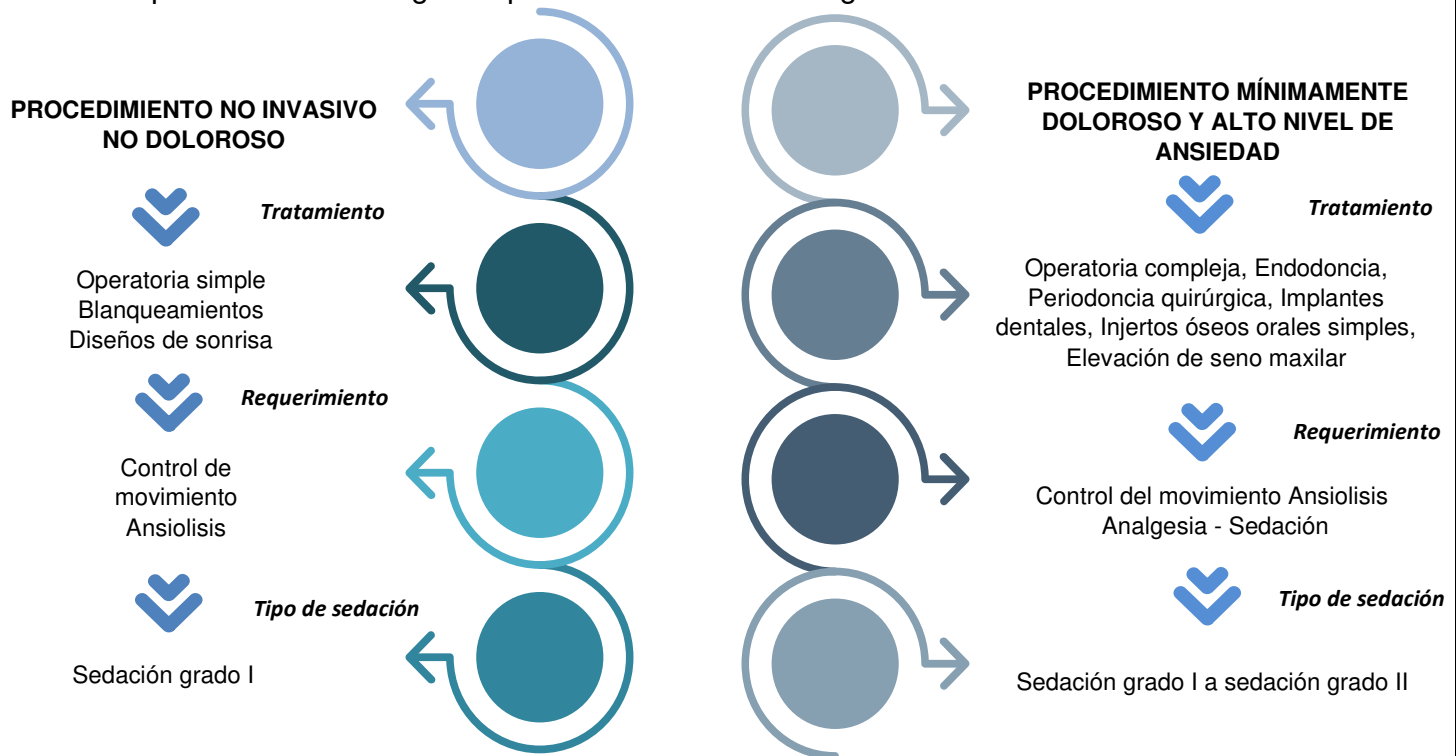 PROCEDIMIENTO NO INVASIVO
NO DOLOROSO
Tratamiento
Operatoria simple
Blanqueamientos
Diseños de sonrisa
Requerimiento
Control de
movimiento
Ansiolisis
Tipo de sedación
Sedación grado I
PROCEDIMIENTO MÍNIMAMENTE
DOLOROSO Y ALTO NIVEL DE
ANSIEDAD
Tratamiento
Operatoria compleja, Endodoncia,
Periodoncia quirúrgica, Implantes
dentales, Injertos óseos orales simples,
Elevación de seno maxilar
Requerimiento
Control del movimiento Ansiolisis
Analgesia - Sedación
Tipo de sedación
Sedación grado I a sedación grado II